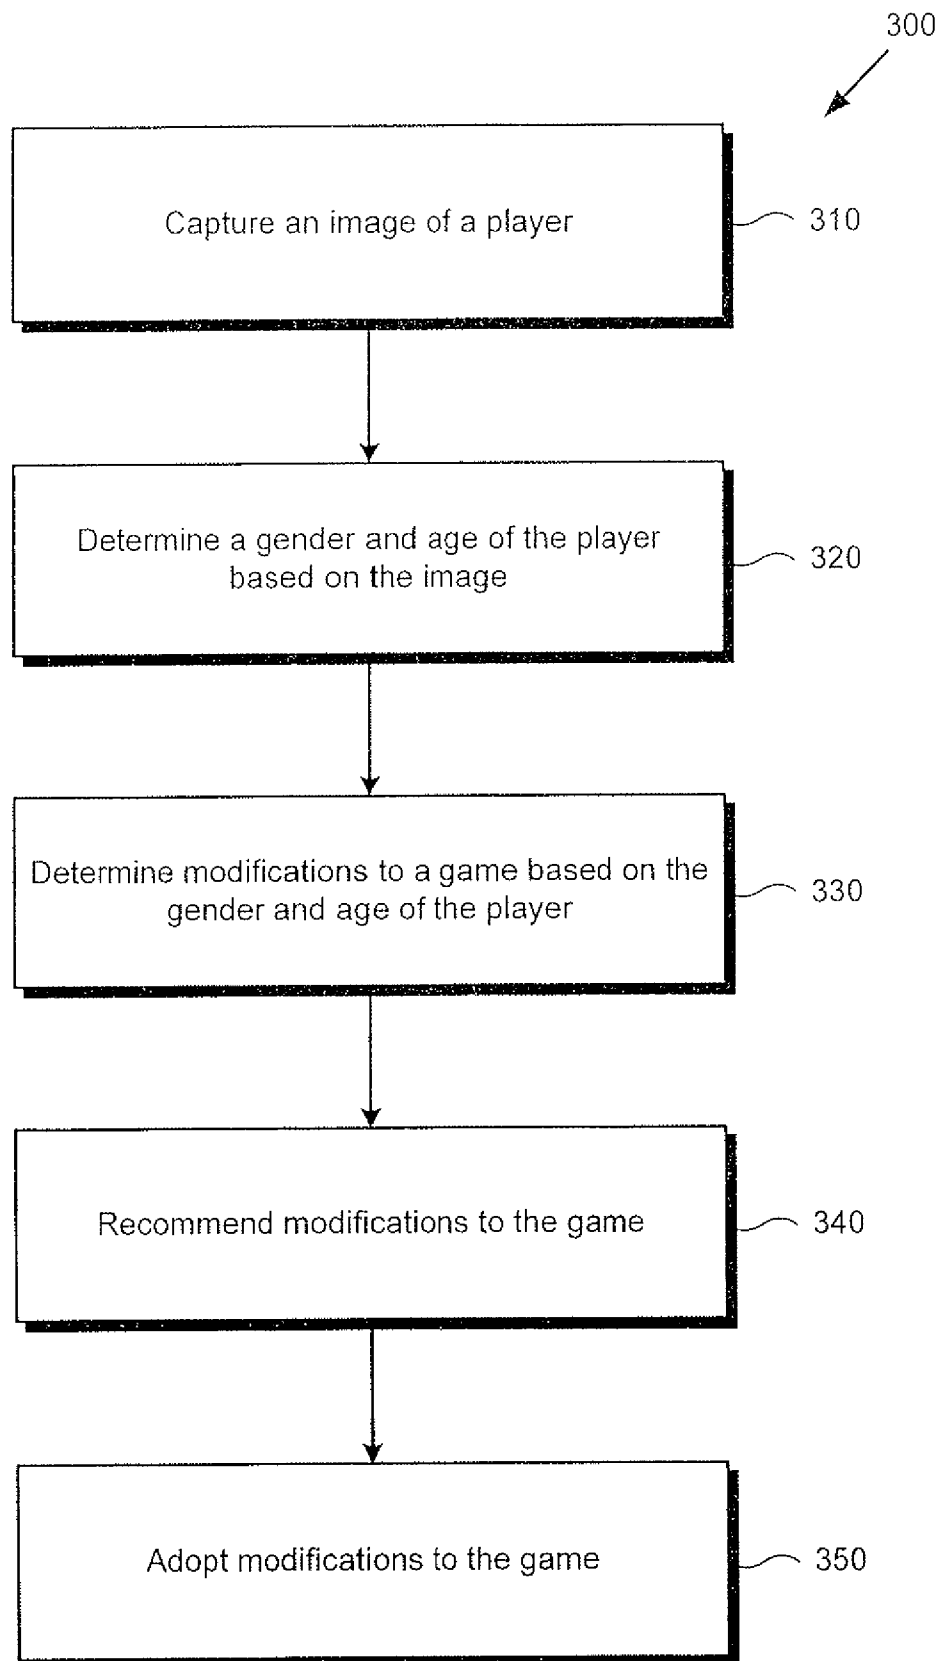 300
Capture an image of a player
310
Determine a gender and age of the player
based on the image
320
Determine modifications to a game based on the
gender and age of the player
330
Recommend modifications to the game
340
Adopt modifications to the game
350